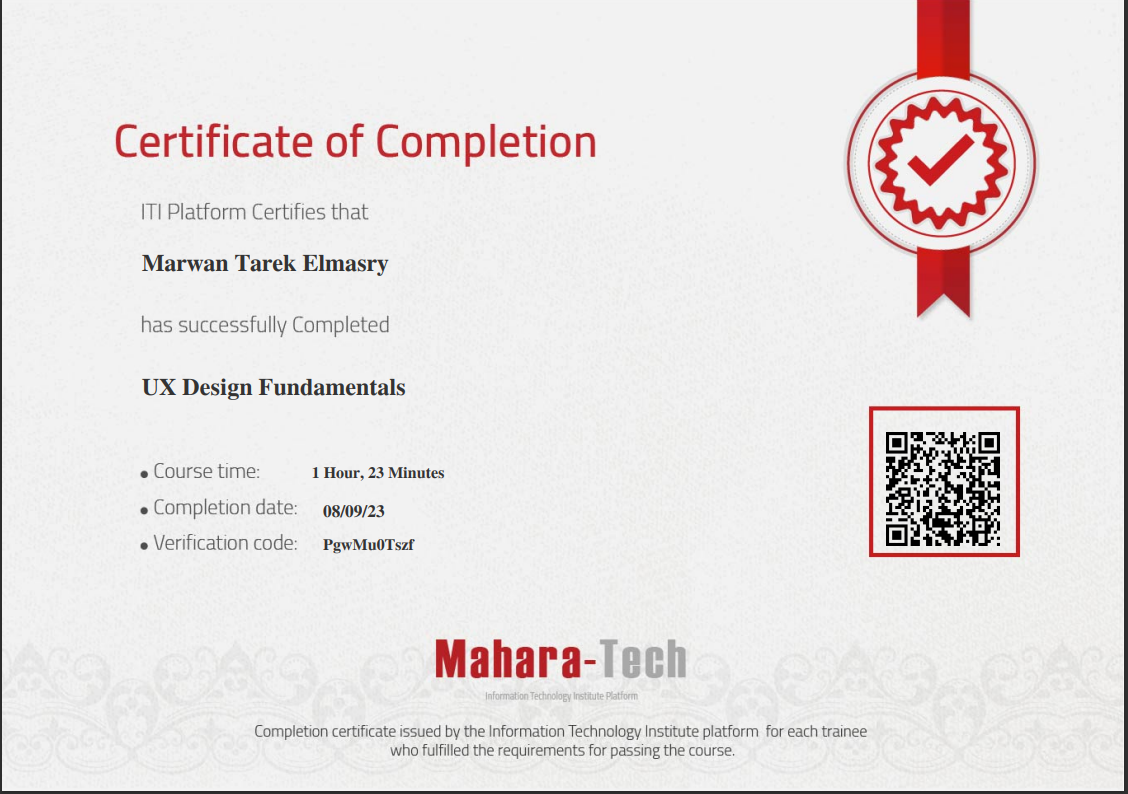 Certificate of Completion
ITI Platform Certifies that
Marwan Tarek Elmasry
has successfully Completed
UX Design Fundamentals
• Course time: 1 Hour, 23 Minutes
• Completion date: 08/09/23
• Verification code: PgwMu0Tszf
Mahara-Tech
Information Technology Institute Platform
Completion certificate issued by the Information Technology Institute platform for each trainee
who fulfilled the requirements for passing the course.